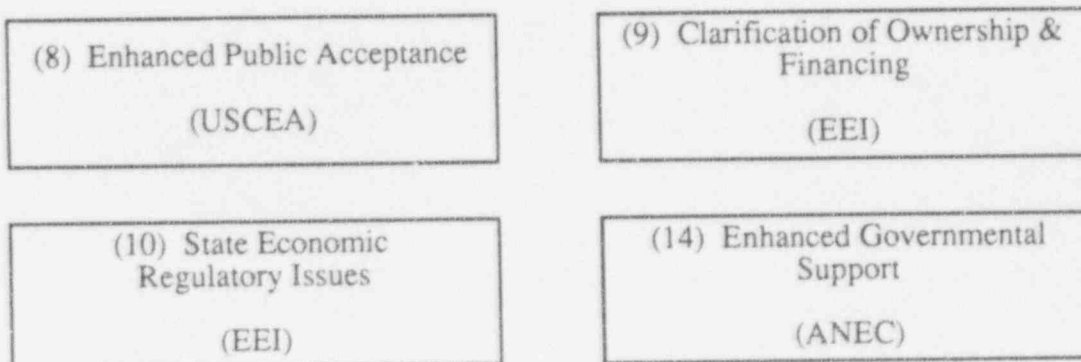 (8) Enhanced Public Acceptance
(USCEA)
(9) Clarification of Ownership &
Financing
(EEI)
(10) State Economic
Regulatory Issues
(EEI)
(14) Enhanced Governmental
Support
(ANEC)